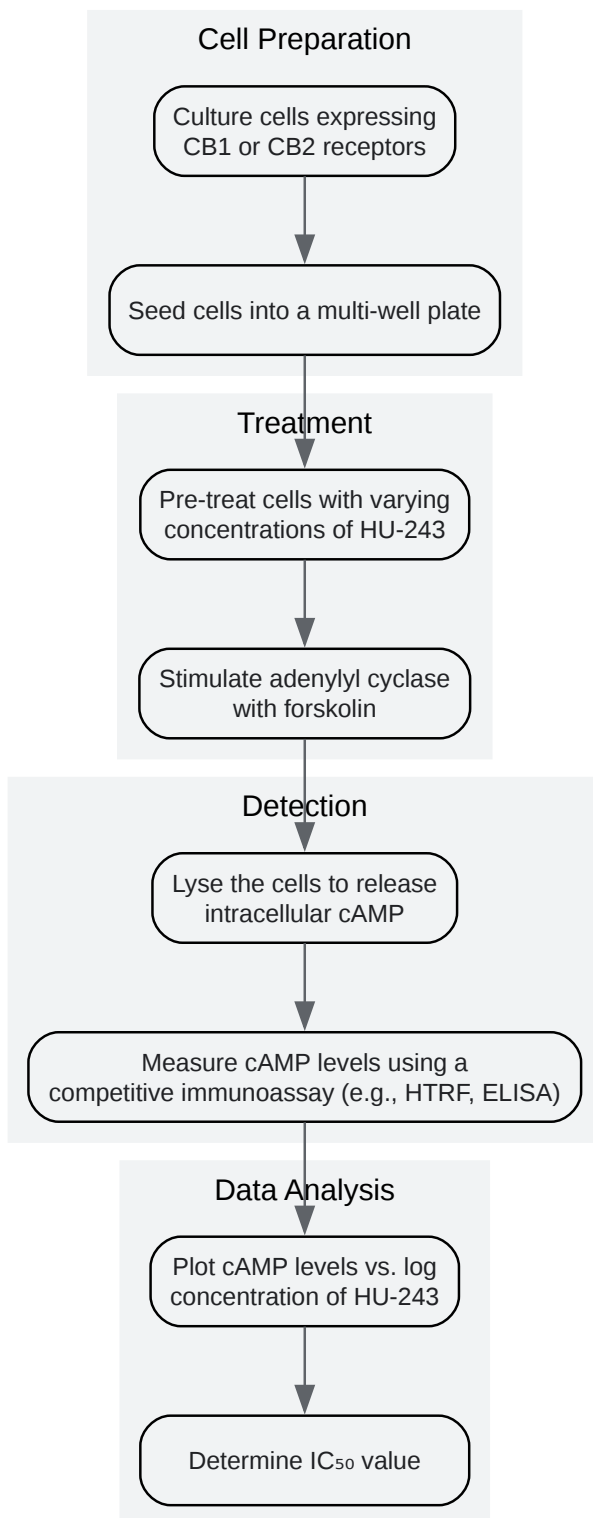 Cell Preparation
Culture cells expressing
CB1 or CB2 receptors
Seed cells into a multi-well plate
Treatment
Pre-treat cells with varying
concentrations of HU-243
Stimulate adenylyl cyclase
with forskolin
Detection
Lyse the cells to release
intracellular cAMP
Measure cAMP levels using a
competitive immunoassay (e.g., HTRF, ELISA)
Data Analysis
Plot cAMP levels vs. log
concentration of HU-243
Determine IC₅₀ value